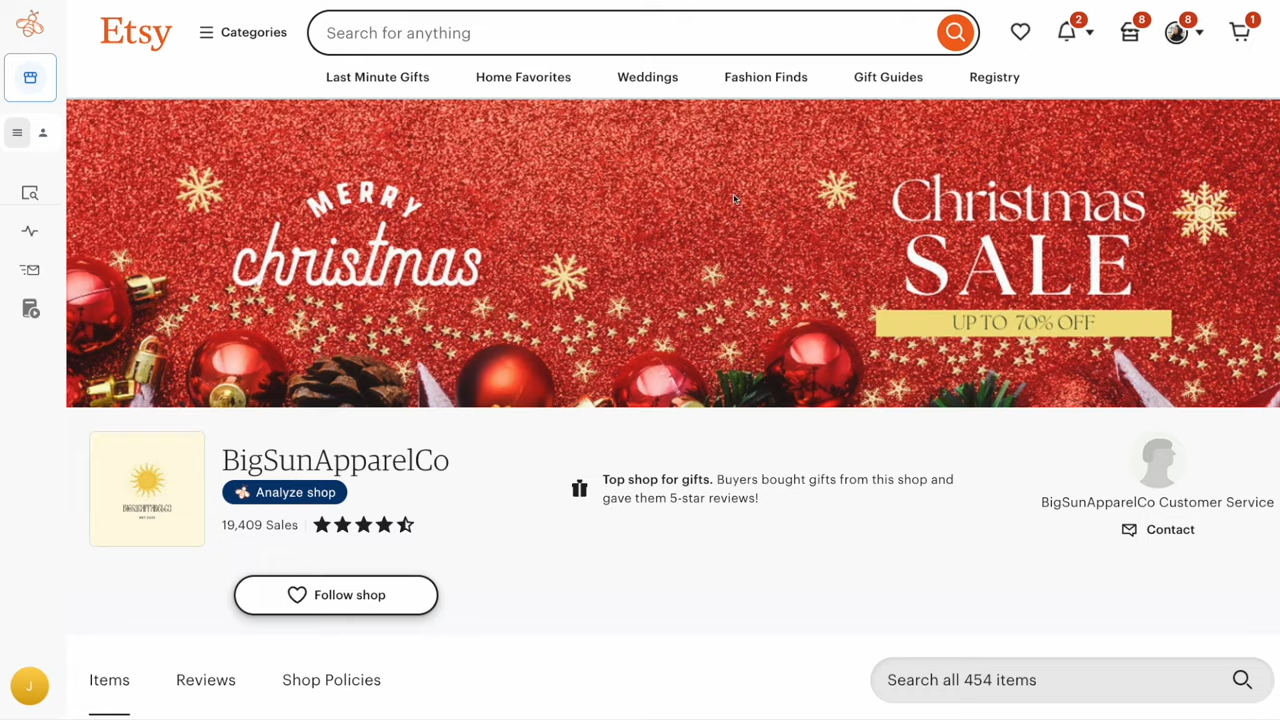 Etsy
Categories
Search for anything
2
8
8
1
Last Minute Gifts
Home Favorites
Weddings
Fashion Finds
Gift Guides
Registry
MERRY
christmas
Christmas
SALE
UP TO 70% OFF
BigSunApparelCo
Analyze shop
19,409 Sales
Top shop for gifts. Buyers bought gifts from this shop and
gave them 5-star reviews!
BigSunApparelCo Customer Service
Contact
Follow shop
J
Items
Reviews
Shop Policies
Search all 454 items